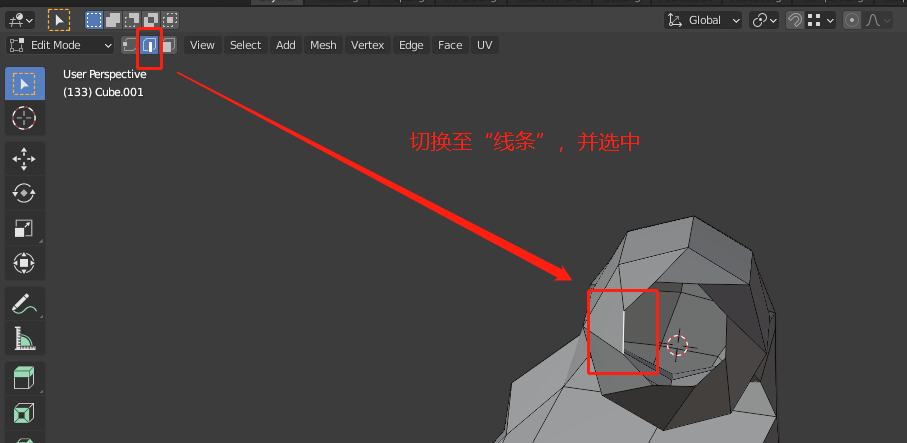 Global
Edit Mode
View Select Add Mesh Vertex Edge Face UV
User Perspective
(133) Cube.001
切换至“线条”，并选中